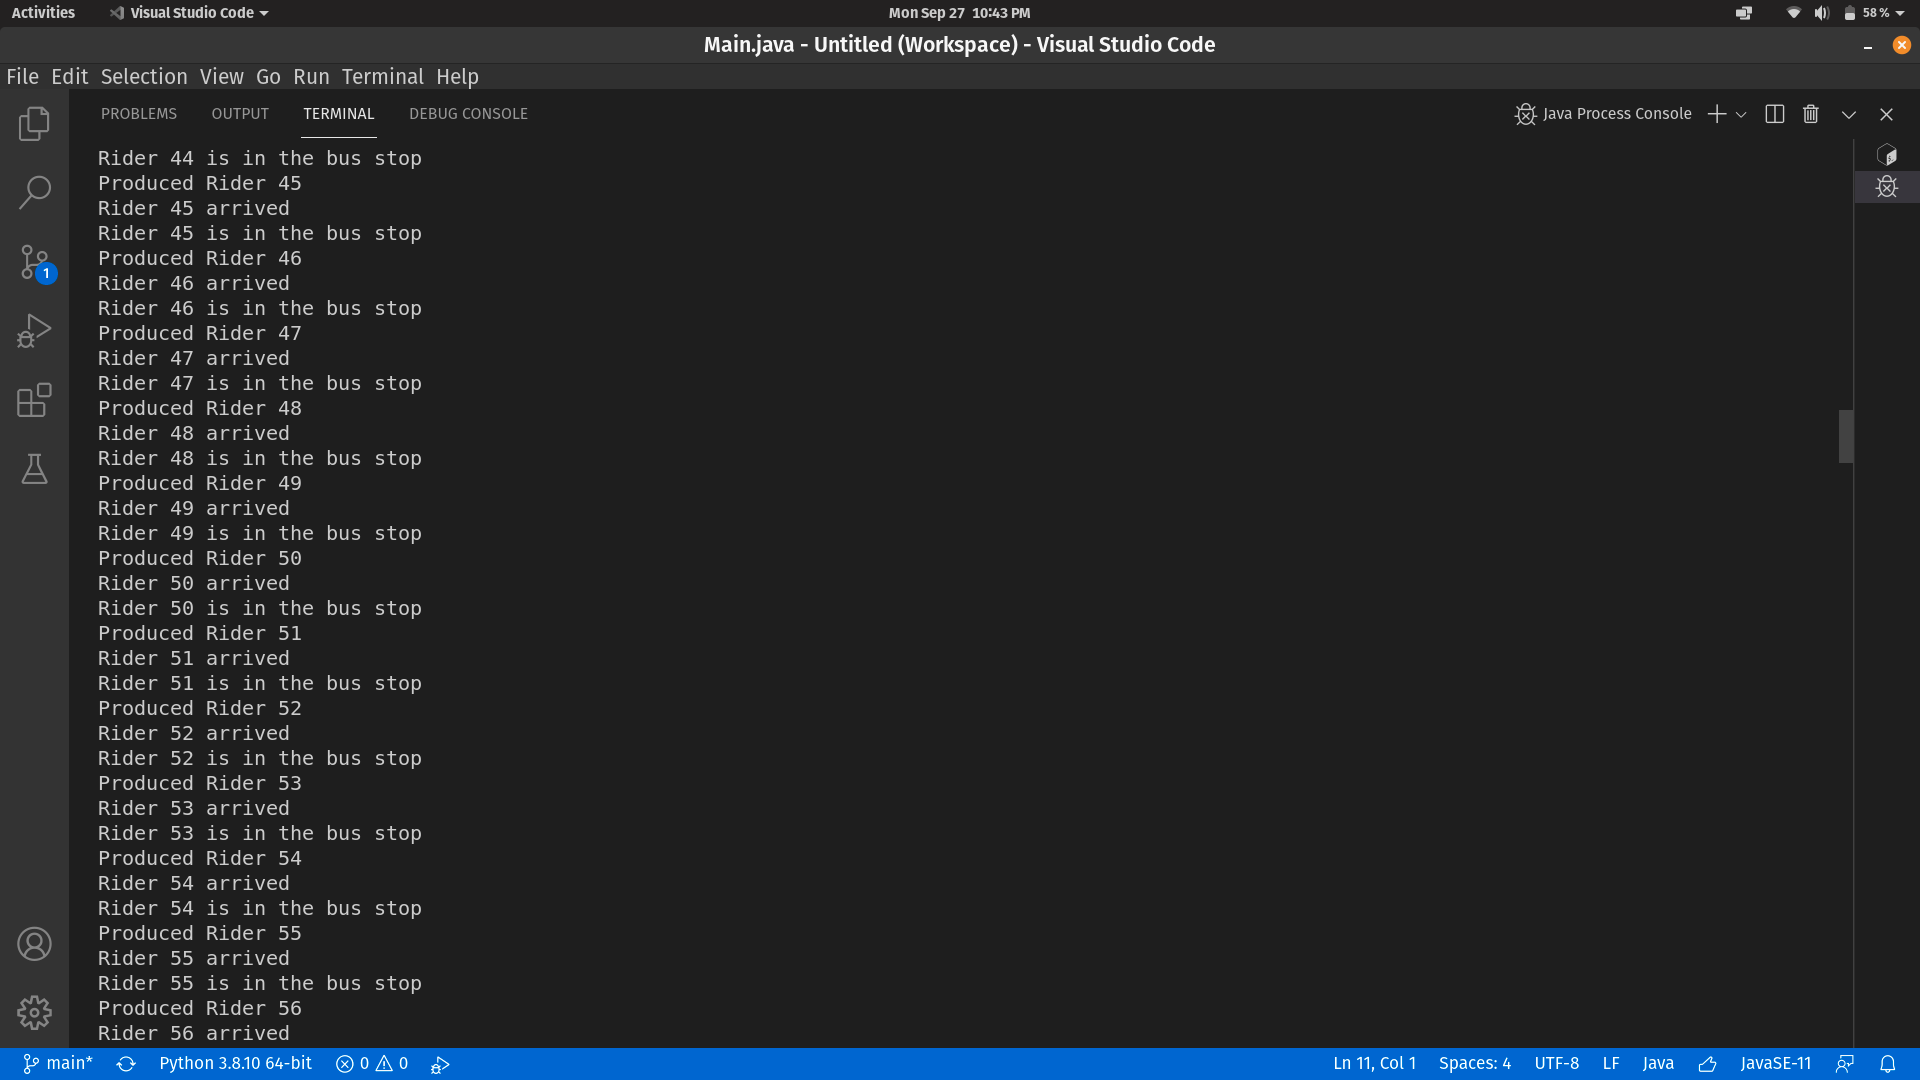 Activities Visual Studio Code Mon Sep 27 10:43 PM 58 %
Main.java - Untitled (Workspace) - Visual Studio Code
File Edit Selection View Go Run Terminal Help
PROBLEMS OUTPUT TERMINAL DEBUG CONSOLE Java Process Console
Rider 44 is in the bus stop
Produced Rider 45
Rider 45 arrived
Rider 45 is in the bus stop
Produced Rider 46
Rider 46 arrived
Rider 46 is in the bus stop
Produced Rider 47
Rider 47 arrived
Rider 47 is in the bus stop
Produced Rider 48
Rider 48 arrived
Rider 48 is in the bus stop
Produced Rider 49
Rider 49 arrived
Rider 49 is in the bus stop
Produced Rider 50
Rider 50 arrived
Rider 50 is in the bus stop
Produced Rider 51
Rider 51 arrived
Rider 51 is in the bus stop
Produced Rider 52
Rider 52 arrived
Rider 52 is in the bus stop
Produced Rider 53
Rider 53 arrived
Rider 53 is in the bus stop
Produced Rider 54
Rider 54 arrived
Rider 54 is in the bus stop
Produced Rider 55
Rider 55 arrived
Rider 55 is in the bus stop
Produced Rider 56
Rider 56 arrived
1
main* Python 3.8.10 64-bit 0 0 Ln 11, Col 1 Spaces: 4 UTF-8 LF Java JavaSE-11